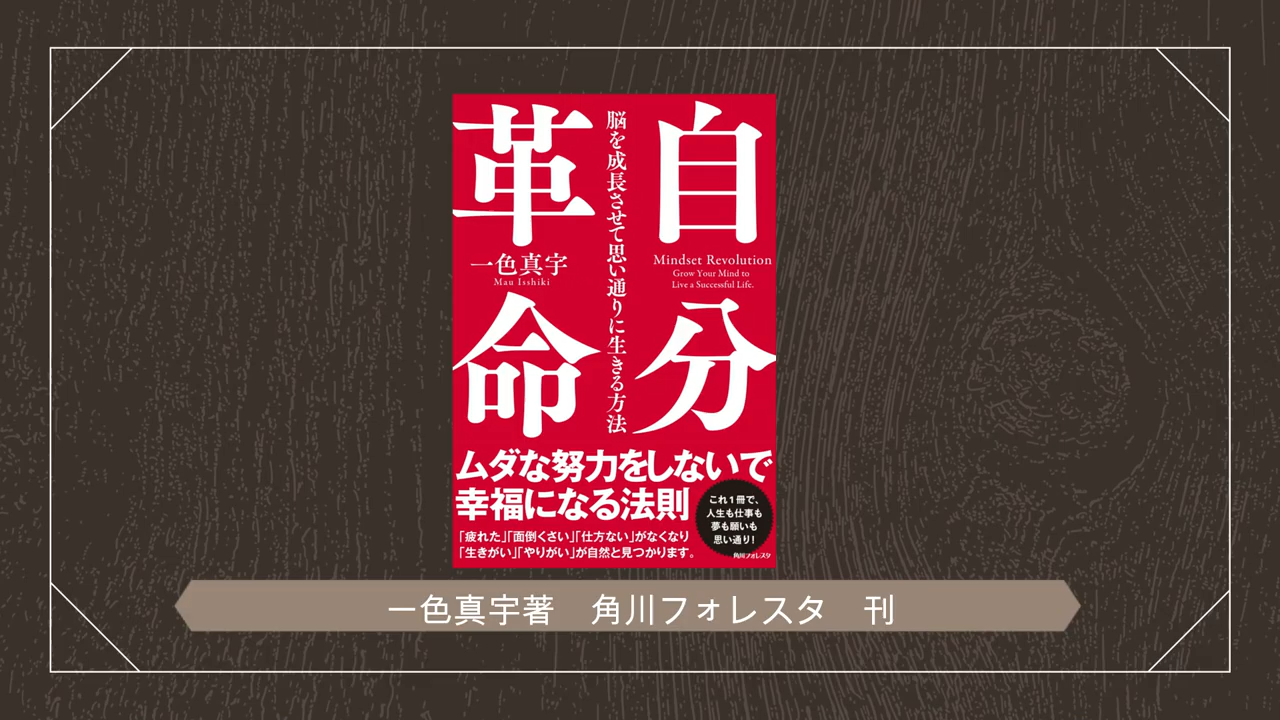 自分
革命
脳を成長させて思い通りに生きる方法
Mindset Revolution
Grow Your Mind to
Live a Successful Life.
一色真宇
Mau Isshiki
ムダな努力をしないで
幸福になる法則
「疲れた」「面倒くさい」「仕方ない」がなくなり
「生きがい」「やりがい」が自然と見つかります。
これ1冊で、
人生も仕事も
夢も願いも
思い通り!
角川フォレスタ
一色真宇著　角川フォレスタ　刊